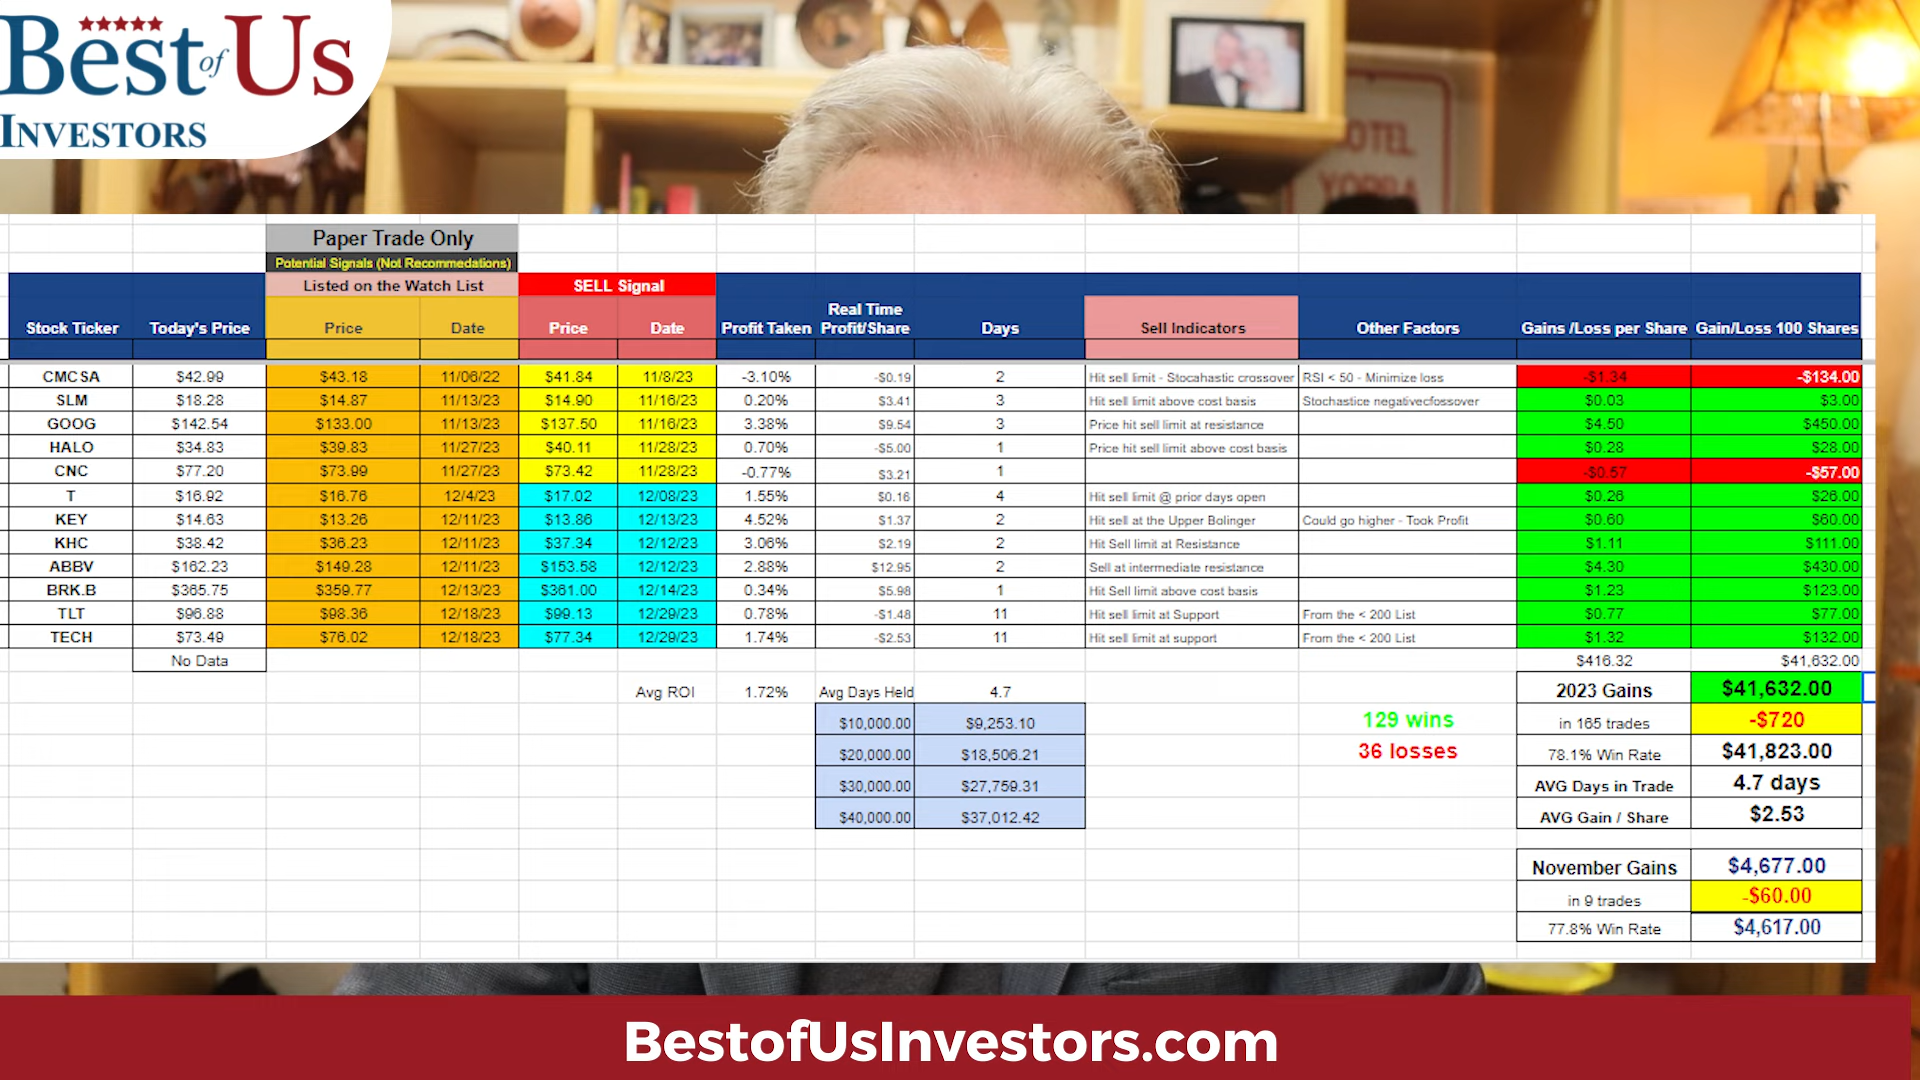 Best of Us
INVESTORS
HOTEL
YORBA
Paper Trade Only
Potential Signals (Not Recommedations)
Listed on the Watch List SELL Signal
Stock Ticker Today's Price Price Date Price Date Profit Taken Real Time Profit/Share Days Sell Indicators Other Factors Gains /Loss per Share Gain/Loss 100 Shares
CMCSA $42.99 $43.18 11/06/22 $41.84 11/8/23 -3.10% -$0.19 2 Hit sell limit - Stocahastic crossover RSI < 50 - Minimize loss -$1.34 -$134.00
SLM $18.28 $14.87 11/13/23 $14.90 11/16/23 0.20% $3.41 3 Hit sell limit above cost basis Stochastice negativecfossover $0.03 $3.00
GOOG $142.54 $133.00 11/13/23 $137.50 11/16/23 3.38% $9.54 3 Price hit sell limit at resistance $4.50 $450.00
HALO $34.83 $39.83 11/27/23 $40.11 11/28/23 0.70% -$5.00 1 Price hit sell limit above cost basis $0.28 $28.00
CNC $77.20 $73.99 11/27/23 $73.42 11/28/23 -0.77% $3.21 1 -$0.57 -$57.00
T $16.92 $16.76 12/4/23 $17.02 12/08/23 1.55% $0.16 4 Hit sell limit @ prior days open $0.26 $26.00
KEY $14.63 $13.26 12/11/23 $13.86 12/13/23 4.52% $1.37 2 Hit sell at the Upper Bolinger Could go higher - Took Profit $0.60 $60.00
KHC $38.42 $36.23 12/11/23 $37.34 12/12/23 3.06% $2.19 2 Hit Sell limit at Resistance $1.11 $111.00
ABBV $162.23 $149.28 12/11/23 $153.58 12/12/23 2.88% $12.95 2 Sell at intermediate resistance $4.30 $430.00
BRK.B $365.75 $359.77 12/13/23 $361.00 12/14/23 0.34% $5.98 1 Hit Sell limit above cost basis $1.23 $123.00
TLT $96.88 $98.36 12/18/23 $99.13 12/29/23 0.78% -$1.48 11 Hit sell limit at Support From the < 200 List $0.77 $77.00
TECH $73.49 $76.02 12/18/23 $77.34 12/29/23 1.74% -$2.53 11 Hit sell limit at support From the < 200 List $1.32 $132.00
No Data $416.32 $41,632.00
Avg ROI 1.72% Avg Days Held 4.7 2023 Gains $41,632.00
$10,000.00 $9,253.10 129 wins in 165 trades -$720
$20,000.00 $18,506.21 36 losses 78.1% Win Rate $41,823.00
$30,000.00 $27,759.31 AVG Days in Trade 4.7 days
$40,000.00 $37,012.42 AVG Gain / Share $2.53
November Gains $4,677.00
in 9 trades -$60.00
77.8% Win Rate $4,617.00
BestofUsInvestors.com